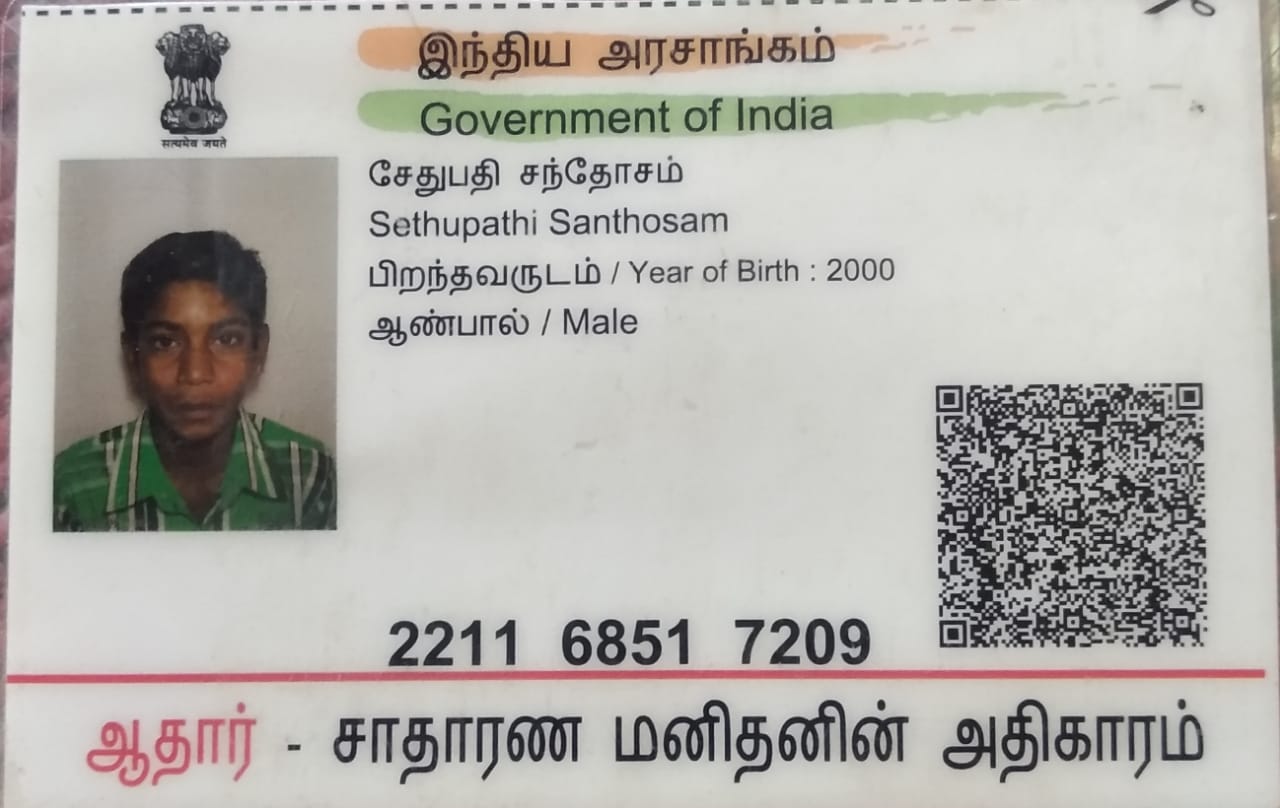 இந்திய அரசாங்கம்
Government of India
सत्यमेव जयते
சேதுபதி சந்தோசம்
Sethupathi Santhosam
பிறந்தவருடம் / Year of Birth : 2000
ஆண்பால் / Male
2211 6851 7209
ஆதார் - சாதாரண மனிதனின் அதிகாரம்